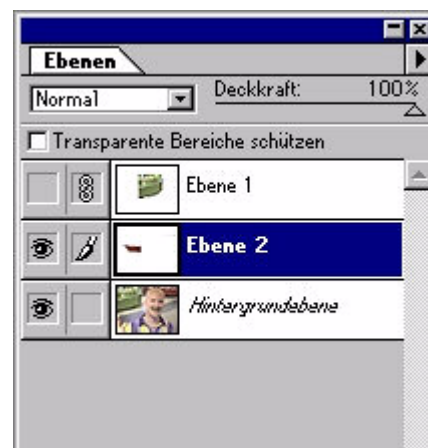 Ebenen
Normal Deckkraft: 100%
Transparente Bereiche schützen
Ebene 1
Ebene 2
Hintergrundebene